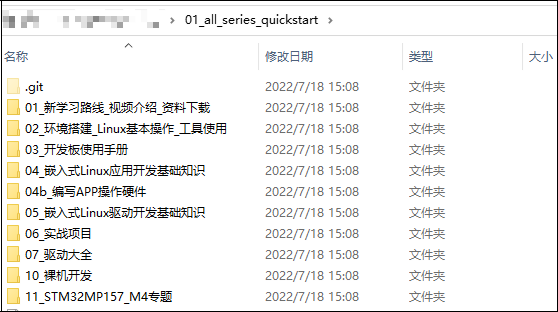 01_all_series_quickstart
名称 修改日期 类型 大小
.git 2022/7/18 15:08 文件夹
01_新学习路线_视频介绍_资料下载 2022/7/18 15:08 文件夹
02_环境搭建_Linux基本操作_工具使用 2022/7/18 15:08 文件夹
03_开发板使用手册 2022/7/18 15:08 文件夹
04_嵌入式Linux应用开发基础知识 2022/7/18 15:08 文件夹
04b_编写APP操作硬件 2022/7/18 15:08 文件夹
05_嵌入式Linux驱动开发基础知识 2022/7/18 15:08 文件夹
06_实战项目 2022/7/18 15:08 文件夹
07_驱动大全 2022/7/18 15:08 文件夹
10_裸机开发 2022/7/18 15:08 文件夹
11_STM32MP157_M4专题 2022/7/18 15:08 文件夹